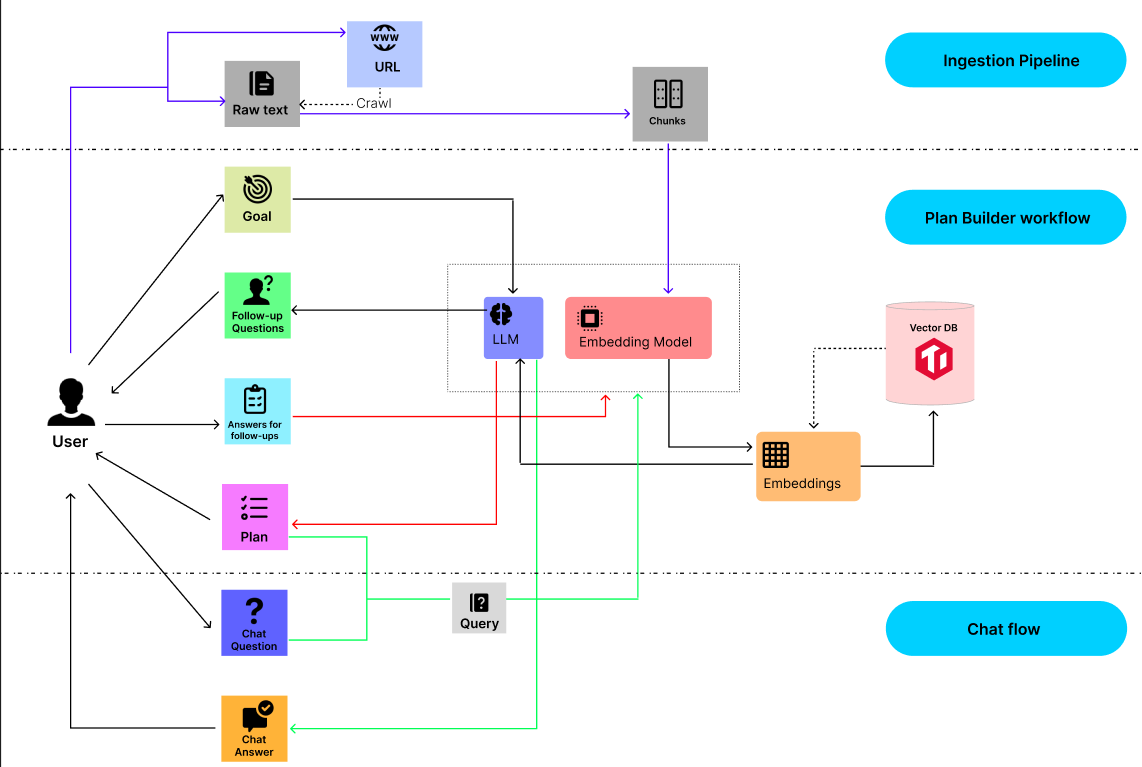 www
URL
Ingestion Pipeline
Raw text
Crawl
Chunks
Goal
Plan Builder workflow
Follow-up
Questions
LLM
Embedding Model
Vector DB
Answers for
follow-ups
User
Embeddings
Plan
Chat
Question
Query
Chat flow
Chat
Answer